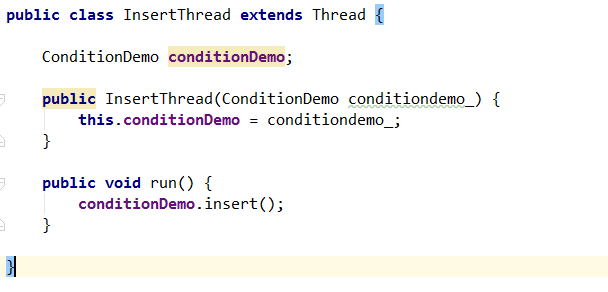 public class InsertThread extends Thread {
ConditionDemo conditionDemo;
public InsertThread(ConditionDemo conditiondemo_) {
this.conditionDemo = conditiondemo_;
}
public void run() {
conditionDemo.insert();
}
}